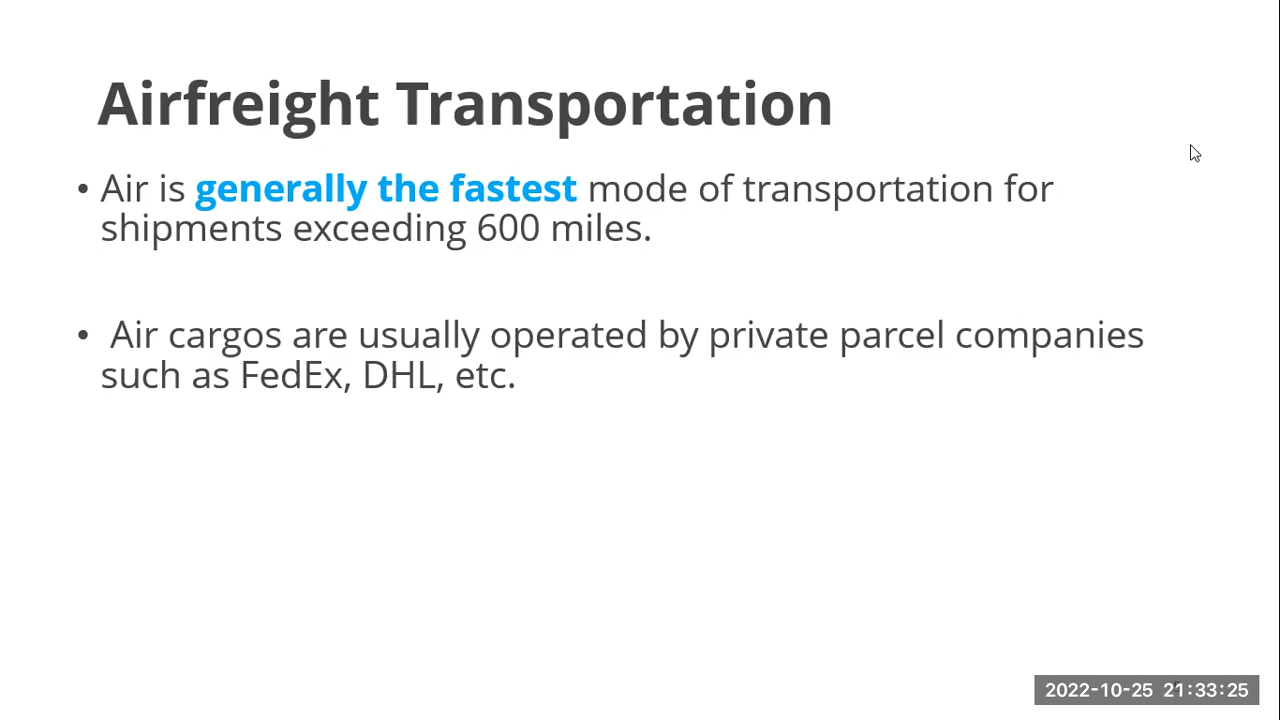 Airfreight Transportation
• Air is generally the fastest mode of transportation for
shipments exceeding 600 miles.
• Air cargos are usually operated by private parcel companies
such as FedEx, DHL, etc.
2022-10-25 21:33:25